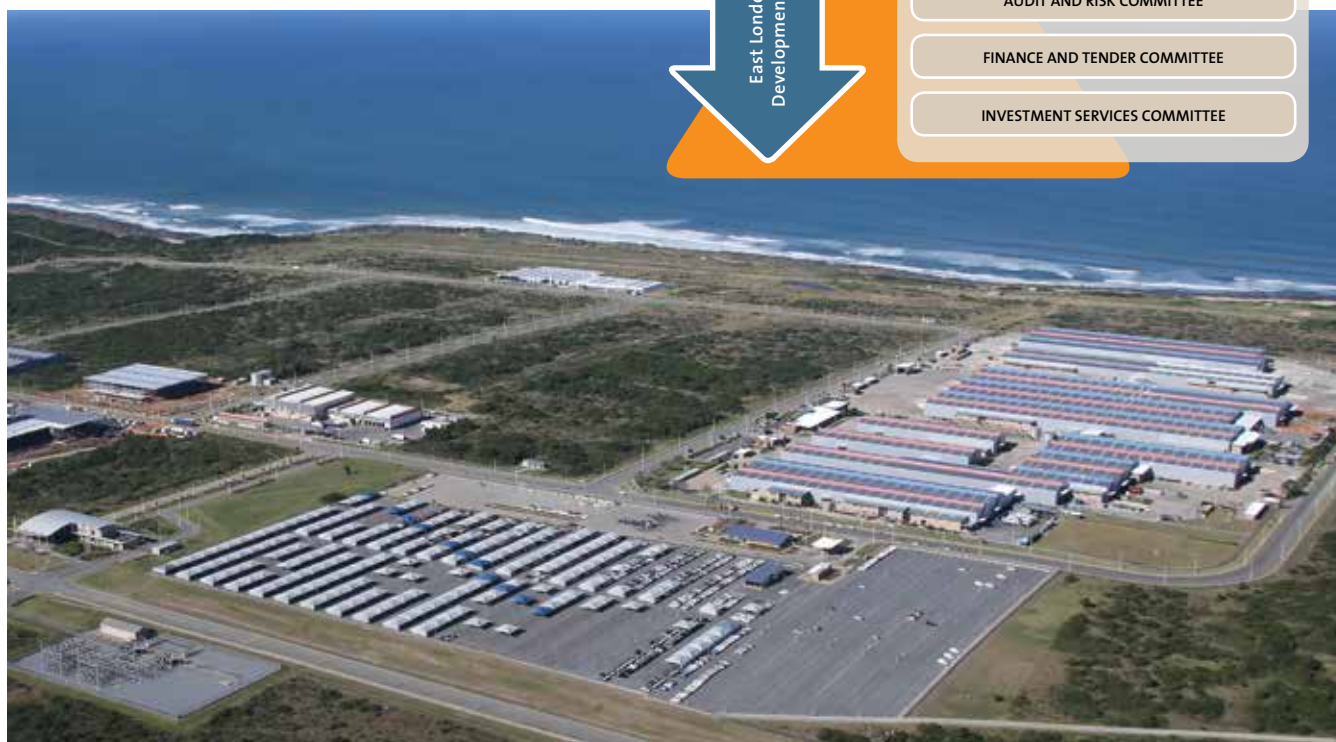 East Londo
Developmen
AUDIT AND RISK COMMITTEE
FINANCE AND TENDER COMMITTEE
INVESTMENT SERVICES COMMITTEE